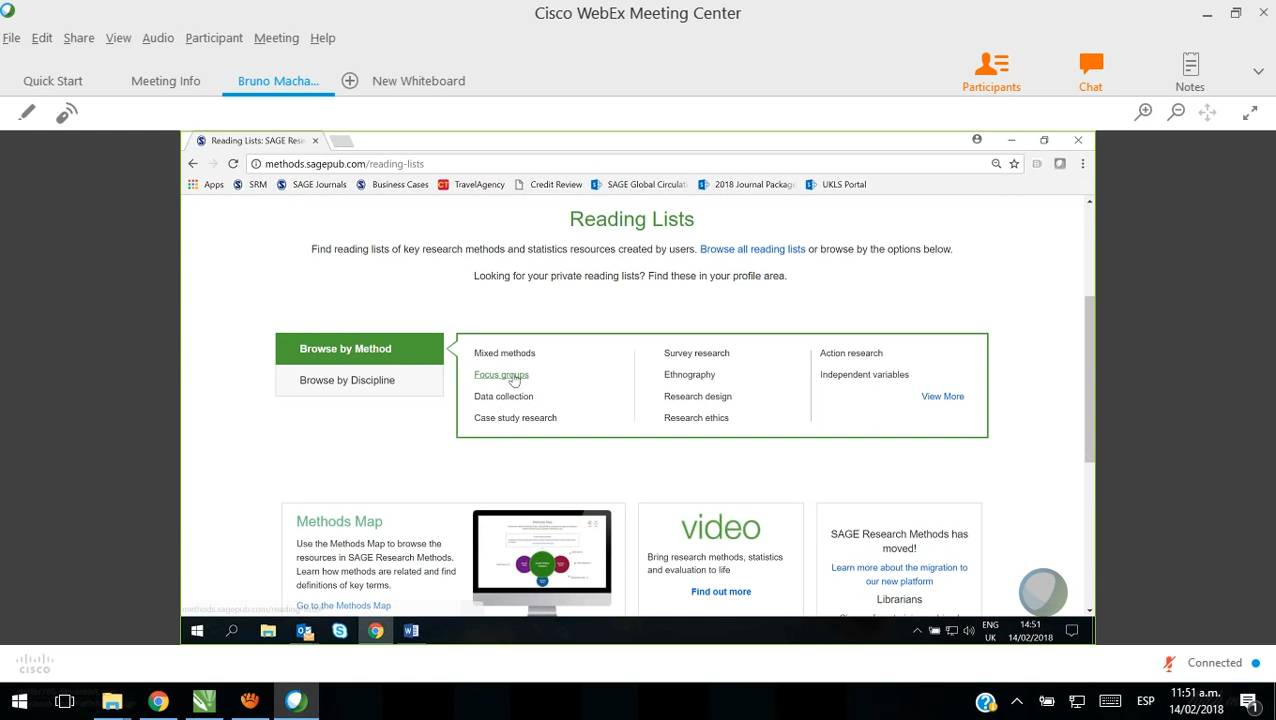 Cisco WebEx Meeting Center
File Edit Share View Audio Participant Meeting Help
Quick Start Meeting Info Bruno Macha... New Whiteboard
Participants Chat Notes
Reading Lists: SAGE Res
methods.sagepub.com/reading-lists
Apps SRM SAGE Journals Business Cases CT TravelAgency Credit Review SAGE Global Circulati 2018 Journal Package UKLS Portal
Reading Lists
Find reading lists of key research methods and statistics resources created by users. Browse all reading lists or browse by the options below.
Looking for your private reading lists? Find these in your profile area.
Browse by Method
Browse by Discipline
Mixed methods Survey research Action research
Focus groups Ethnography Independent variables
Data collection Research design View More
Case study research Research ethics
Methods Map
Use the Methods Map to browse the
resources in SAGE Research Methods.
Learn how methods are related and find
definitions of key terms.
Go to the Methods Map
video
Bring research methods, statistics
and evaluation to life
Find out more
SAGE Research Methods has
moved!
Learn more about the migration to
our new platform
Librarians
ENG
UK
14:51
14/02/2018
cisco
Connected
ESP
11:51 a.m.
14/02/2018
1